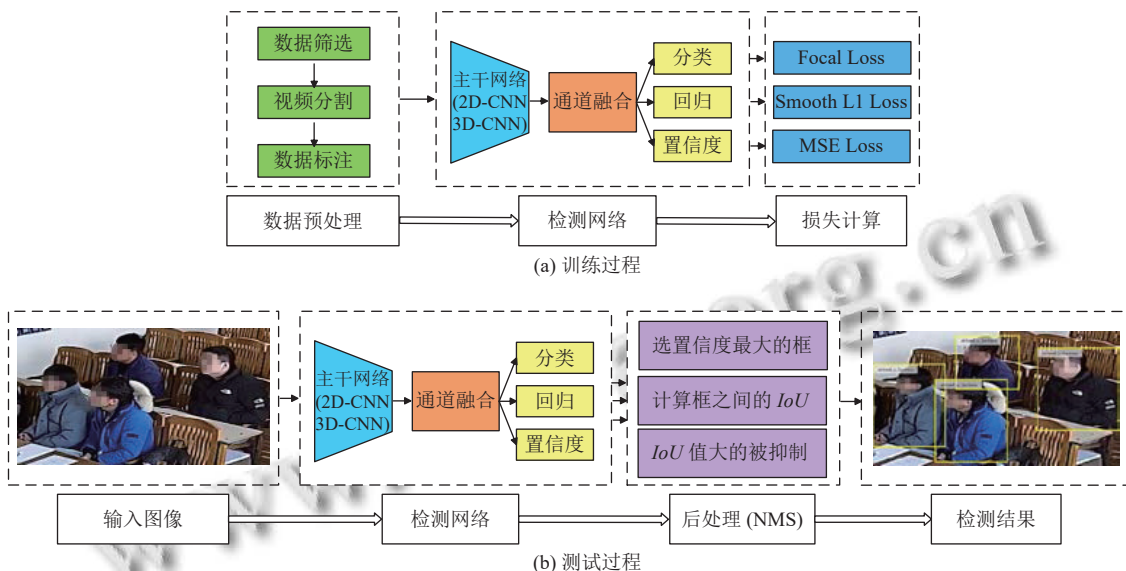 数据筛选
视频分割
数据标注
主干网络
(2D-CNN
3D-CNN)
通道融合
分类
回归
置信度
Focal Loss
Smooth L1 Loss
MSE Loss
数据预处理
检测网络
损失计算
(a) 训练过程
主干网络
(2D-CNN
3D-CNN)
通道融合
分类
回归
置信度
选置信度最大的框
计算框之间的 IoU
IoU 值大的被抑制
输入图像
检测网络
后处理 (NMS)
检测结果
(b) 测试过程